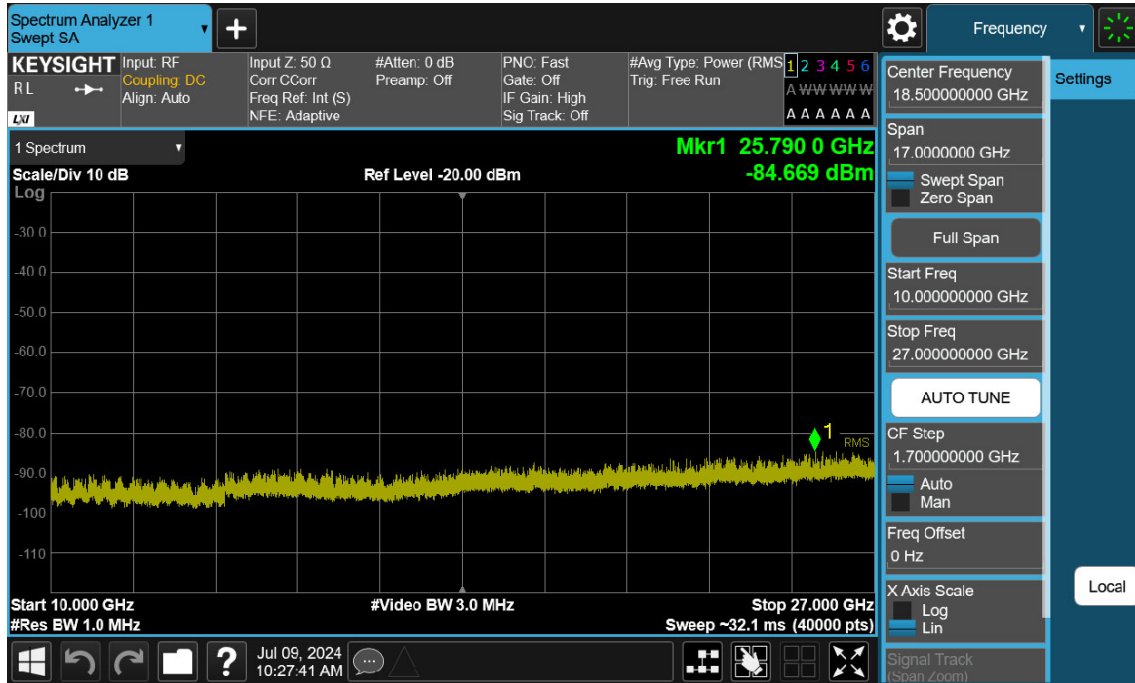 Spectrum Analyzer 1
Swept SA
Frequency
KEYSIGHT
R L
LXI
Input: RF
Coupling: DC
Align: Auto
Input Z: 50 Ω
Corr CCorr
Freq Ref: Int (S)
NFE: Adaptive
#Atten: 0 dB
Preamp: Off
PNO: Fast
Gate: Off
IF Gain: High
Sig Track: Off
#Avg Type: Power (RMS
Trig: Free Run
1 2 3 4 5 6
A W W W W W
A A A A A A
1 Spectrum
Scale/Div 10 dB
Log
Ref Level -20.00 dBm
Mkr1 25.790 0 GHz
-84.669 dBm
-30.0
-40.0
-50.0
-60.0
-70.0
-80.0
-90.0
-100
-110
1
RMS
Start 10.000 GHz
#Res BW 1.0 MHz
#Video BW 3.0 MHz
Stop 27.000 GHz
Sweep ~32.1 ms (40000 pts)
Jul 09, 2024
10:27:41 AM
Center Frequency
18.500000000 GHz
Span
17.0000000 GHz
Swept Span
Zero Span
Full Span
Start Freq
10.000000000 GHz
Stop Freq
27.000000000 GHz
AUTO TUNE
CF Step
1.700000000 GHz
Auto
Man
Freq Offset
0 Hz
X Axis Scale
Log
Lin
Signal Track
(Span Zoom)
Settings
Local